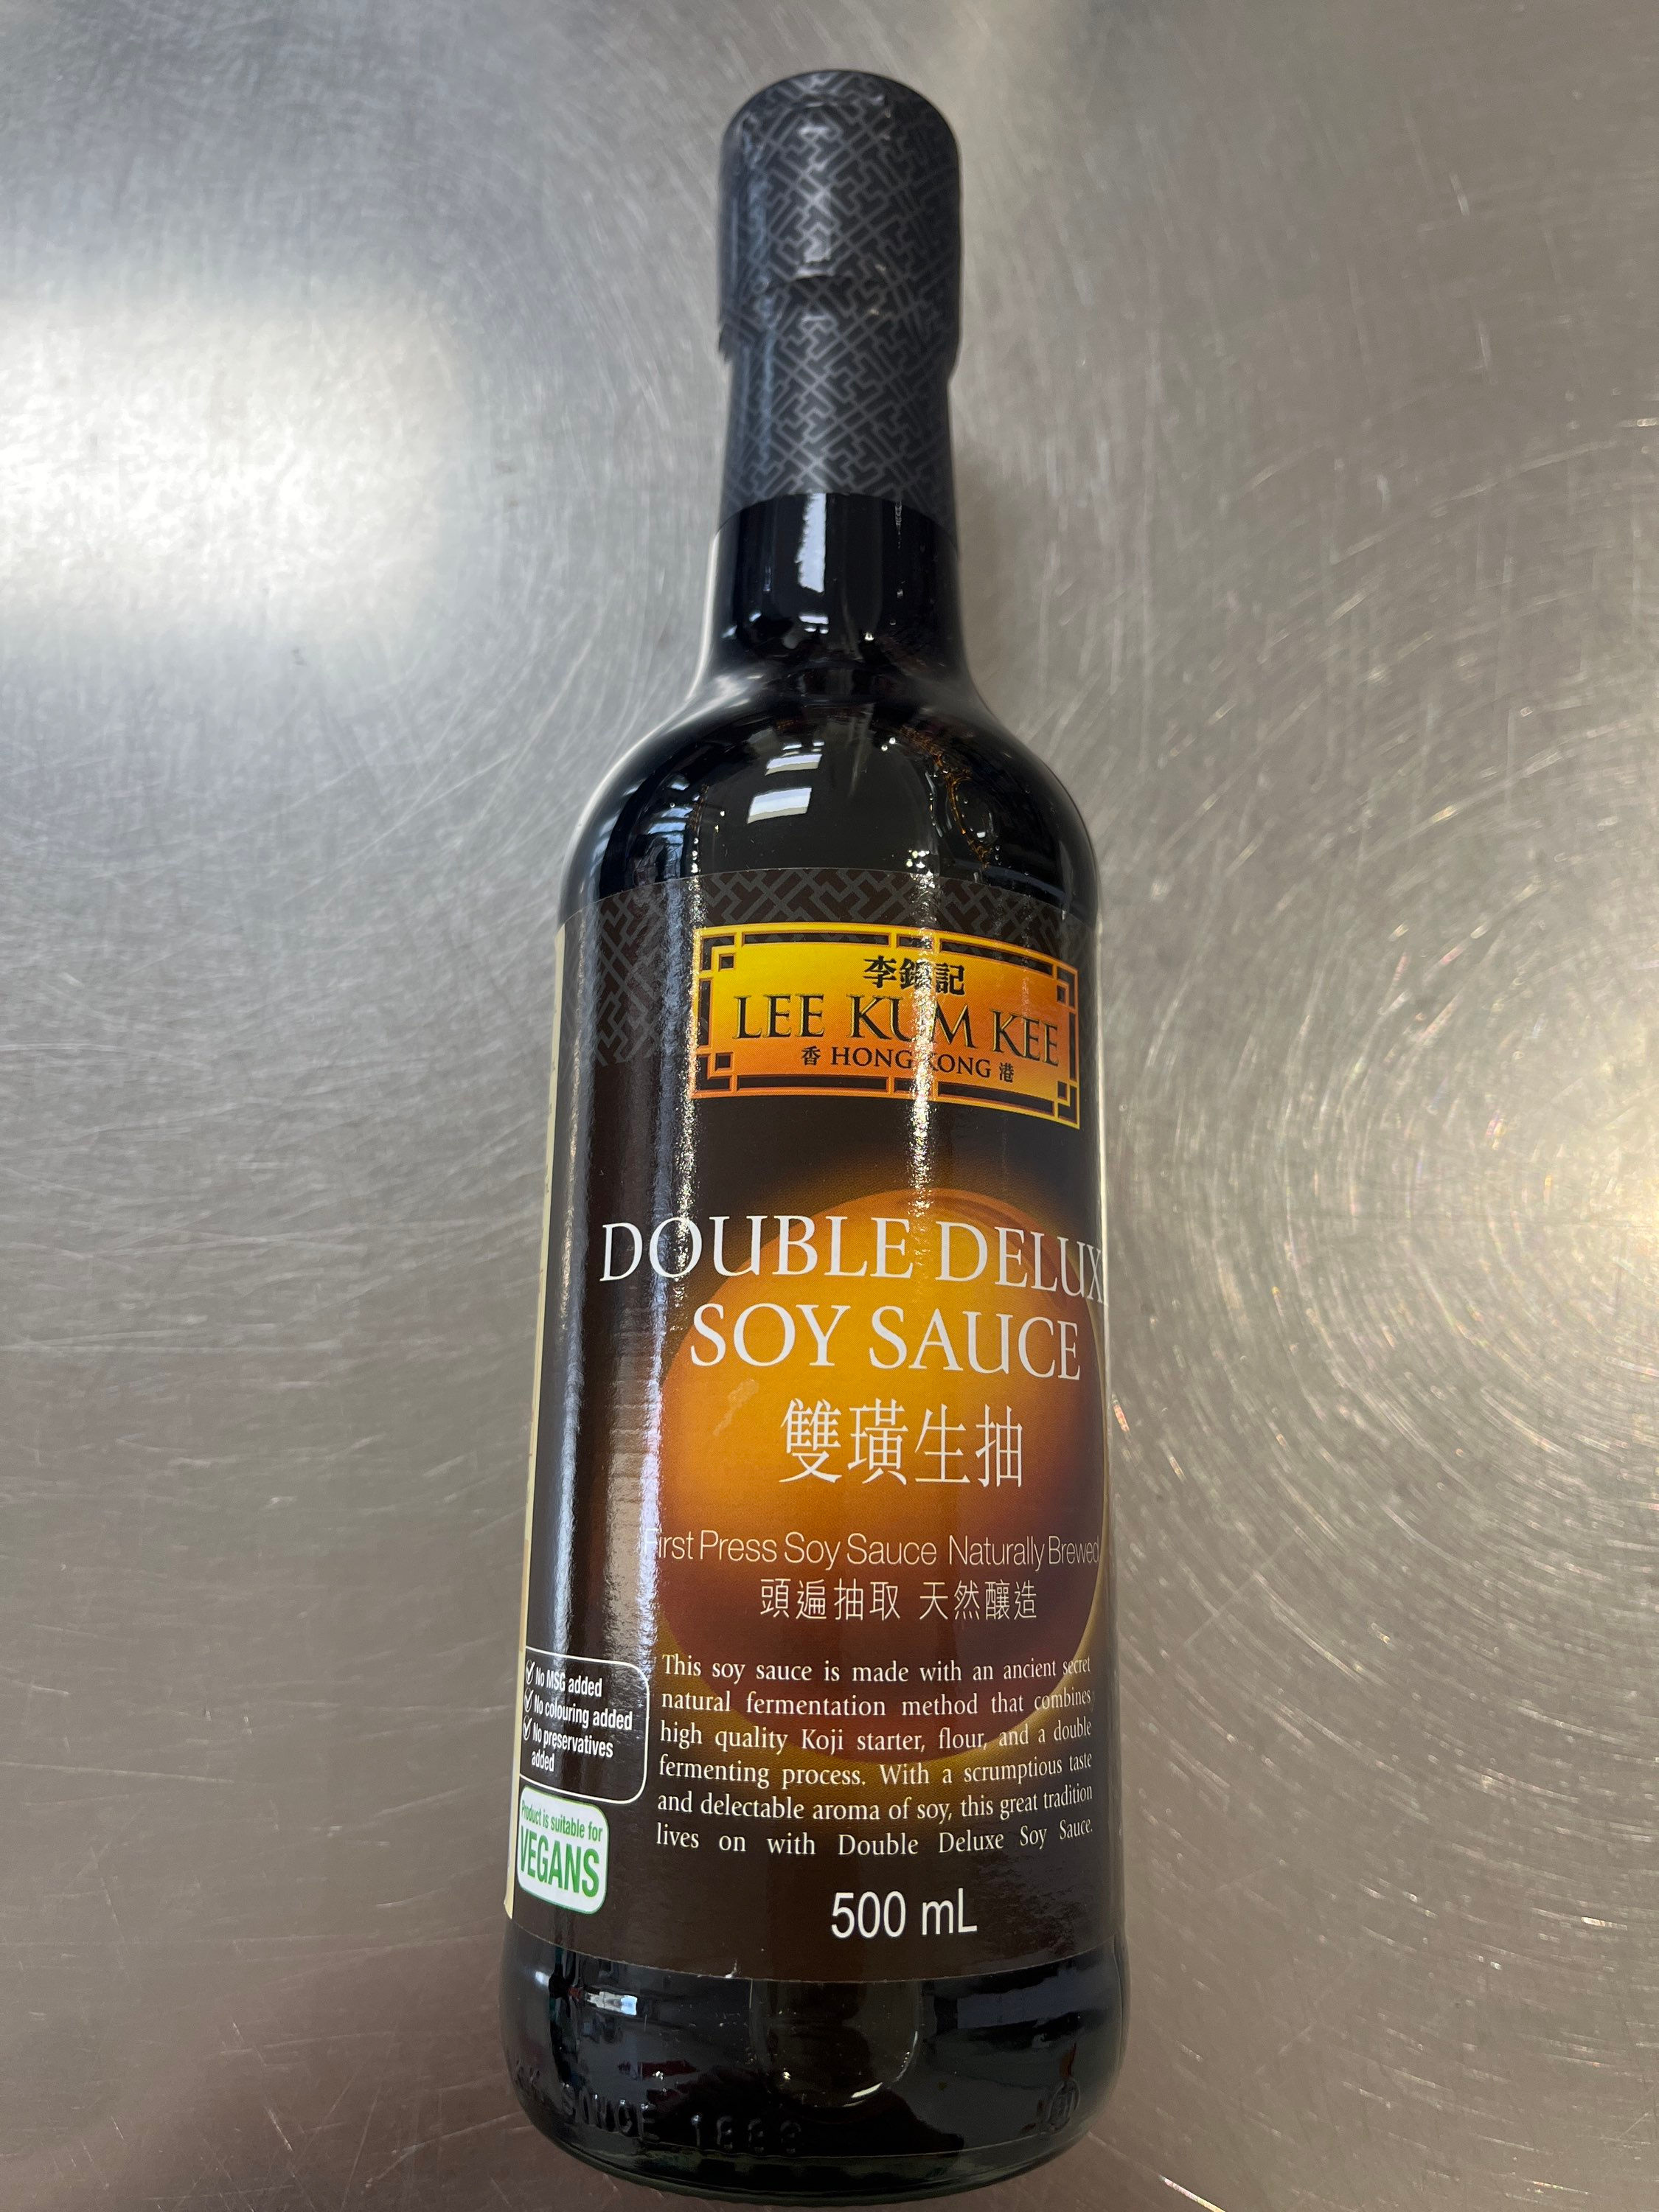 李錦記
LEE KUM KEE
香 HONG KONG 港
DOUBLE DELUX
SOY SAUCE
雙璜生抽
First Press Soy Sauce Naturally Brewed
頭遍抽取 天然釀造
This soy sauce is made with an ancient secret
natural fermentation method that combines
high quality Koji starter, flour, and a double
fermenting process. With a scrumptious taste
and delectable aroma of soy, this great tradition
lives on with Double Deluxe Soy Sauce.
No MSG added
No colouring added
No preservatives
added
Product is suitable for
VEGANS
500 mL
SINCE 1888